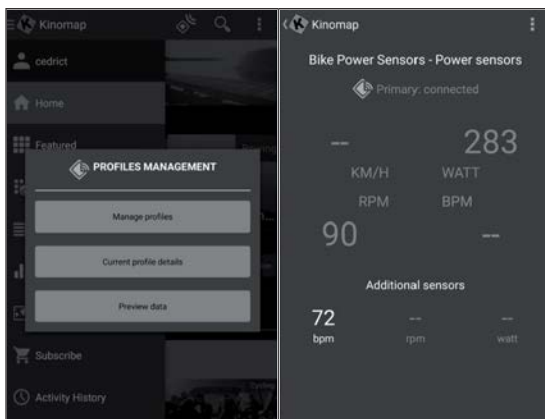 Kinomap
cedrict
Home
Featured
PROFILES MANAGEMENT
Manage profiles
Current profile details
Preview data
Subscribe
Activity History
Kinomap
Bike Power Sensors - Power sensors
Primary: connected
-- 283
KM/H WATT
RPM BPM
90 --
Additional sensors
72 -- --
bpm rpm watt